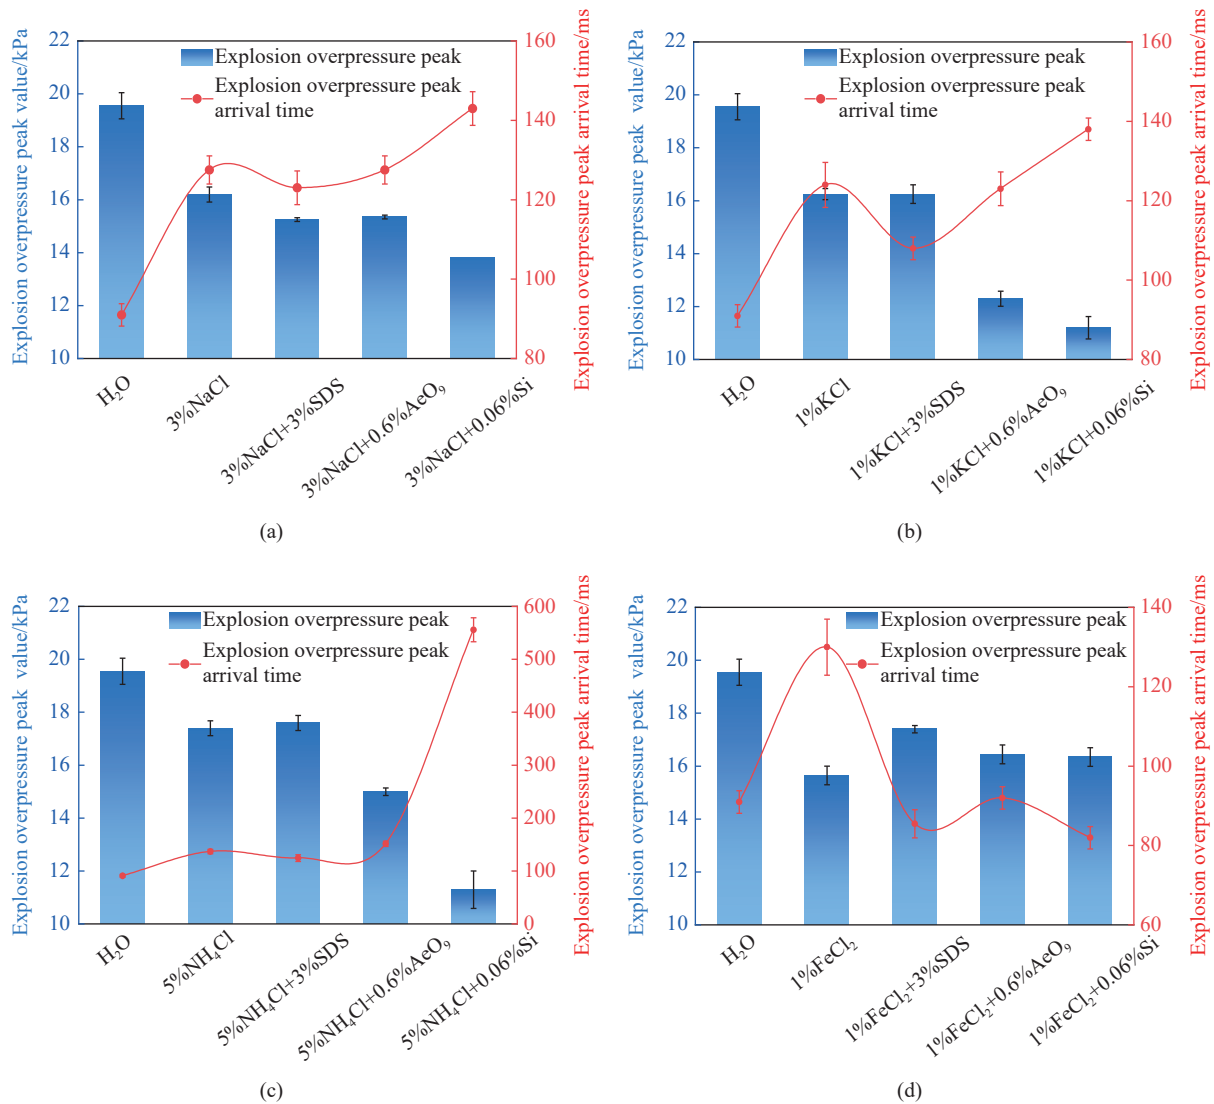 Explosion overpressure peak value/kPa
22
20
18
16
14
12
10
Explosion overpressure peak
Explosion overpressure peak
arrival time
160
140
120
100
80
Explosion overpressure peak arrival time/ms
H₂O
3%NaCl
3%NaCl+3%SDS
3%NaCl+0.6%AeO₉
3%NaCl+0.06%Si
(a)
Explosion overpressure peak value/kPa
22
20
18
16
14
12
10
Explosion overpressure peak
Explosion overpressure peak
arrival time
160
140
120
100
80
Explosion overpressure peak arrival time/ms
H₂O
1%KCl
1%KCl+3%SDS
1%KCl+0.6%AeO₉
1%KCl+0.06%Si
(b)
Explosion overpressure peak value/kPa
22
20
18
16
15
12
10
Explosion overpressure peak
Explosion overpressure peak
arrival time
600
500
400
300
200
100
0
Explosion overpressure peak arrival time/ms
H₂O
5%NH₄Cl
5%NH₄Cl+3%SDS
5%NH₄Cl+0.6%AeO₉
5%NH₄Cl+0.06%Si
(c)
Explosion overpressure peak value/kPa
22
20
18
16
14
12
10
Explosion overpressure peak
Explosion overpressure peak
arrival time
140
120
100
80
60
Explosion overpressure peak arrival time/ms
H₂O
1%FeCl₂
1%FeCl₂+3%SDS
1%FeCl₂+0.6%AeO₉
1%FeCl₂+0.06%Si
(d)